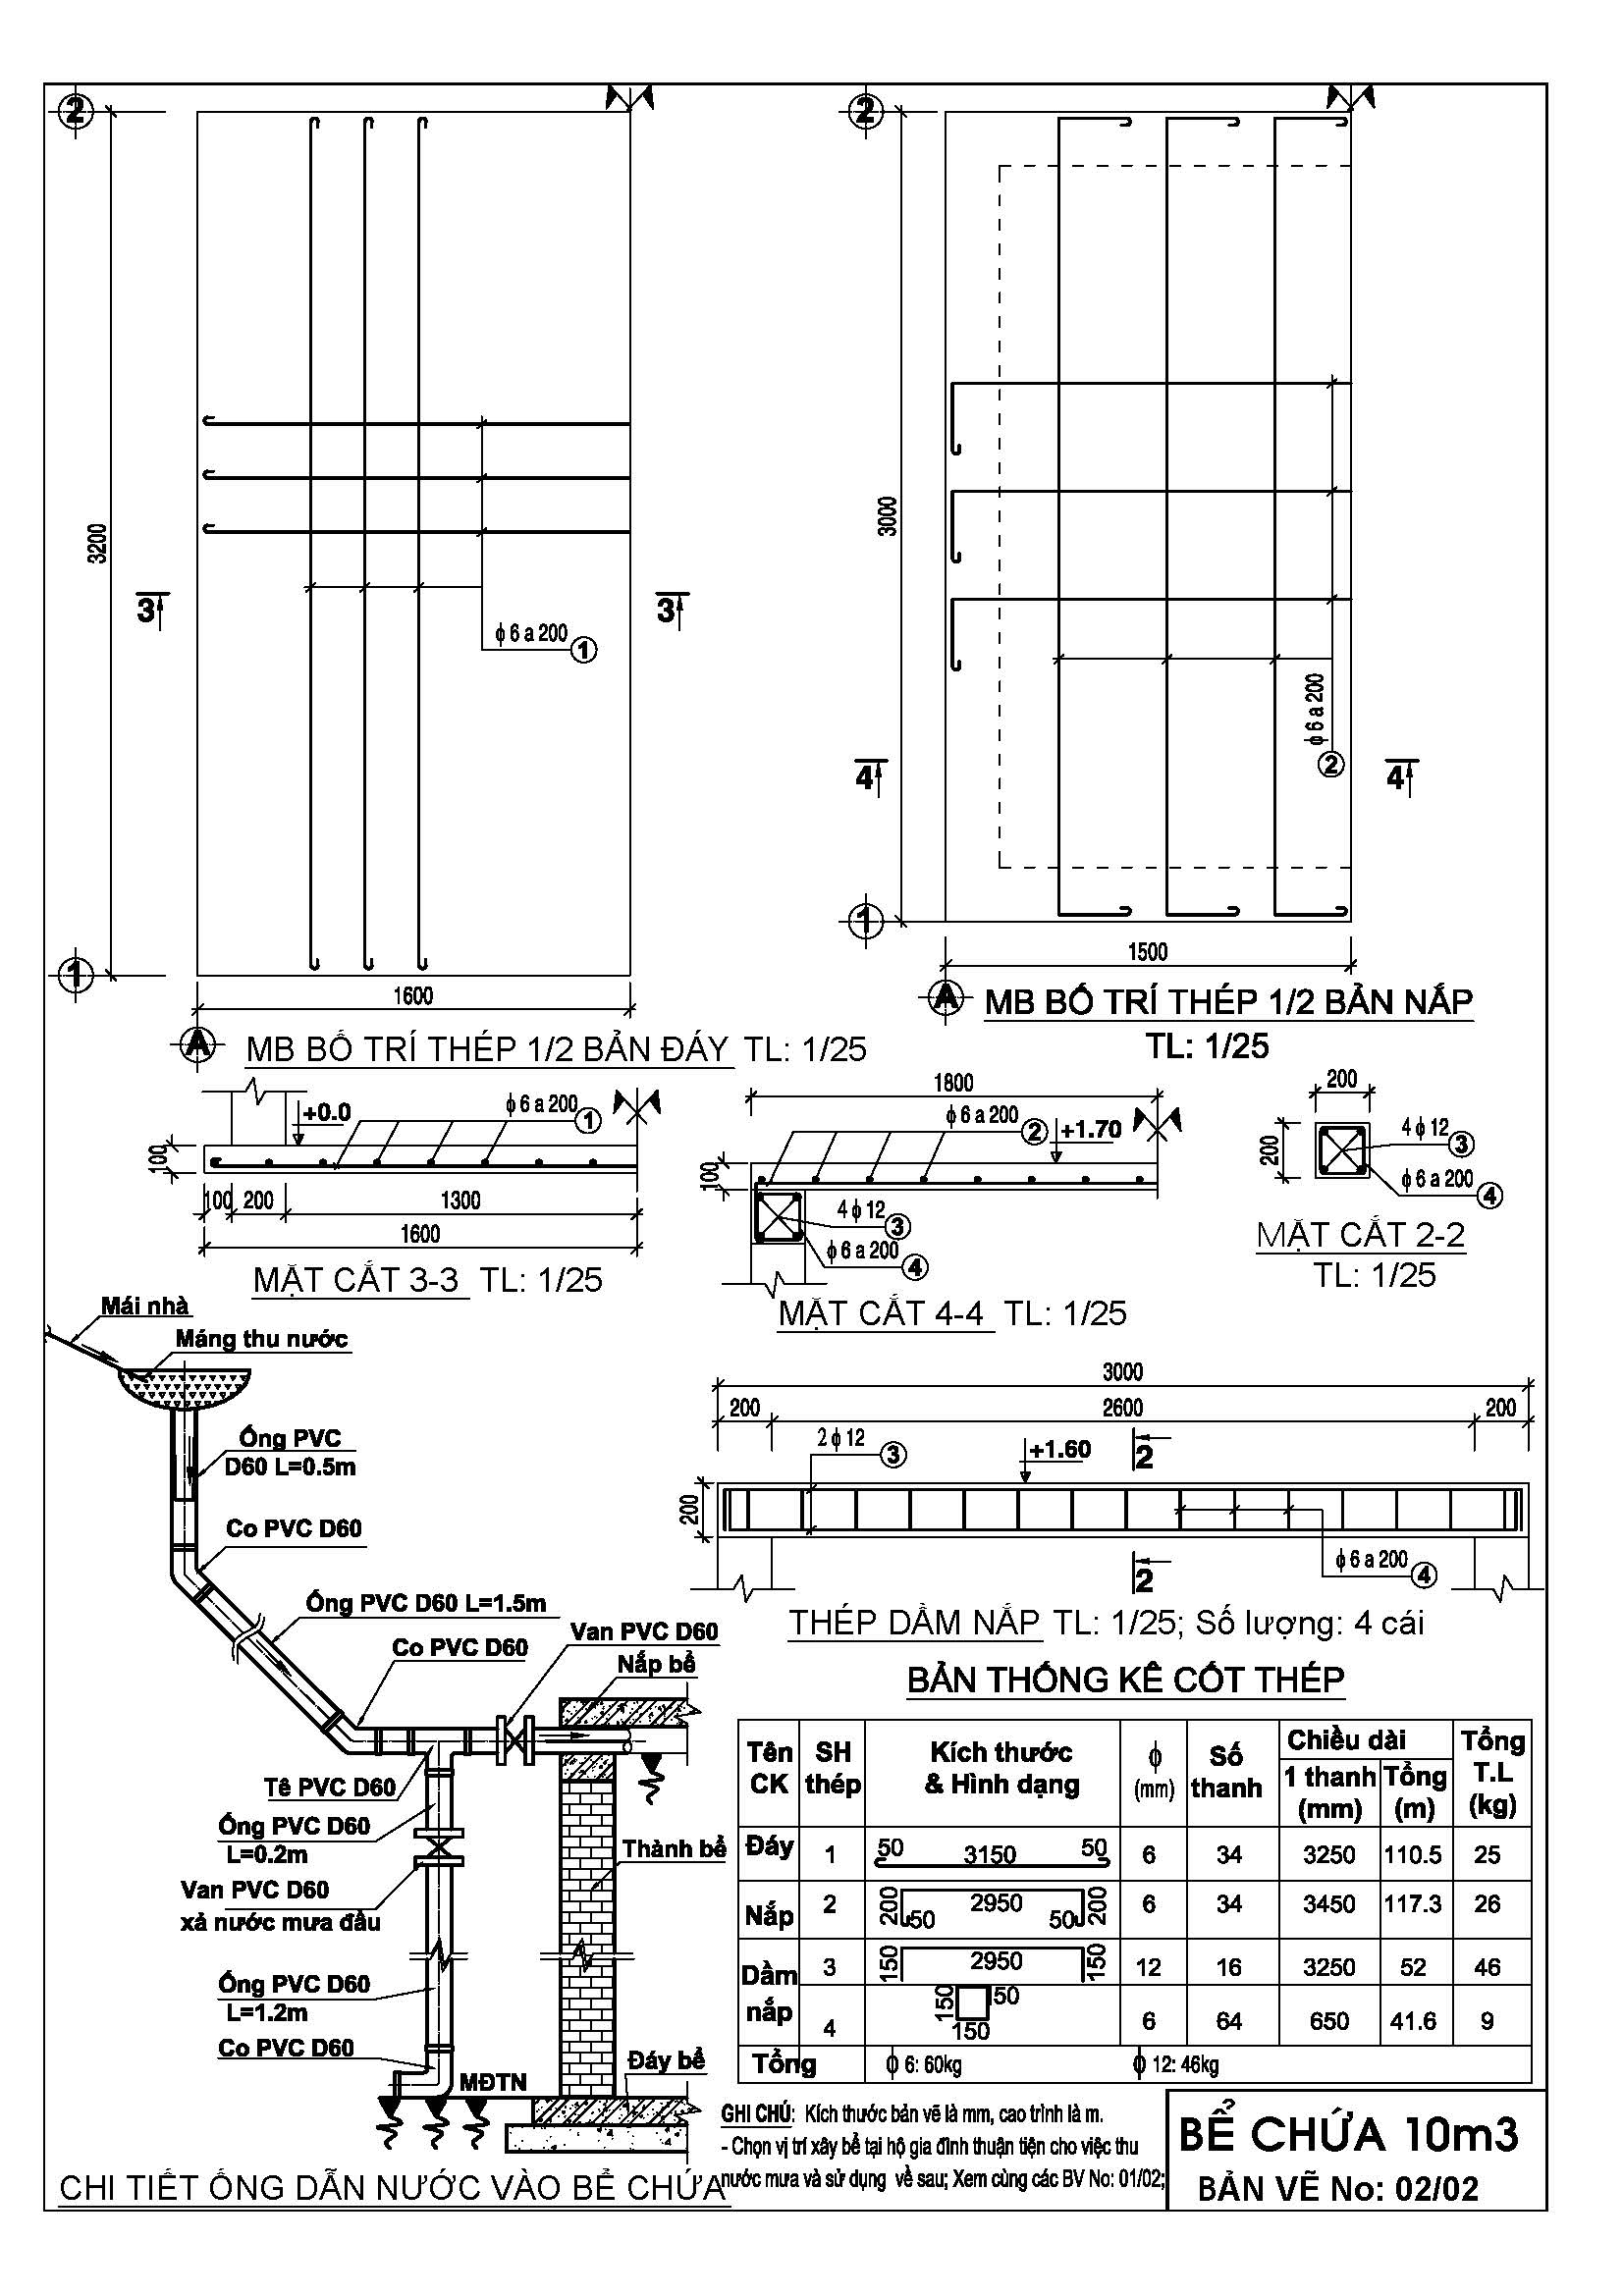 2
3200
3
3
ϕ 6 a 200
1
1
1600
A
MB BỐ TRÍ THÉP 1/2 BẢN ĐÁY TL: 1/25
2
3000
ϕ 6 a 200
2
4
4
1
1500
A
MB BỐ TRÍ THÉP 1/2 BẢN NẮP
TL: 1/25
+0.0
ϕ 6 a 200
1
100
100
200
1300
1600
MẶT CẮT 3-3 TL: 1/25
1800
ϕ 6 a 200
2
+1.70
100
4 ϕ 12
3
ϕ 6 a 200
4
MẶT CẮT 4-4 TL: 1/25
200
200
4 ϕ 12
3
ϕ 6 a 200
4
MẶT CẮT 2-2
TL: 1/25
3000
200
2600
200
2 ϕ 12
3
+1.60
2
200
ϕ 6 a 200
4
2
THÉP DẦM NẮP TL: 1/25; Số lượng: 4 cái
Mái nhà
Máng thu nước
Ống PVC
D60 L=0.5m
Co PVC D60
Ống PVC D60 L=1.5m
Co PVC D60
Van PVC D60
Nắp bể
Tê PVC D60
Ống PVC D60
L=0.2m
Van PVC D60
xả nước mưa đầu
Thành bể
Ống PVC D60
L=1.2m
Co PVC D60
MĐTN
Đáy bể
CHI TIẾT ỐNG DẪN NƯỚC VÀO BỂ CHỨA
BẢN THỐNG KÊ CỐT THÉP
Tên CK
SH thép
Kích thước & Hình dạng
ϕ (mm)
Số thanh
Chiều dài
1 thanh (mm)
Tổng (m)
Tổng T.L (kg)
Đáy 1 50 3150 50 6 34 3250 110.5 25
Nắp 2 200 50 2950 50 200 6 34 3450 117.3 26
Dầm nắp 3 150 2950 150 12 16 3250 52 46
4 150 150 50 6 64 650 41.6 9
Tổng ϕ 6: 60kg ϕ 12: 46kg
GHI CHÚ: Kích thước bản vẽ là mm, cao trình là m.
- Chọn vị trí xây bể tại hộ gia đình thuận tiện cho việc thu
nước mưa và sử dụng về sau; Xem cùng các BV No: 01/02;
BỂ CHỨA 10m3
BẢN VẼ No: 02/02